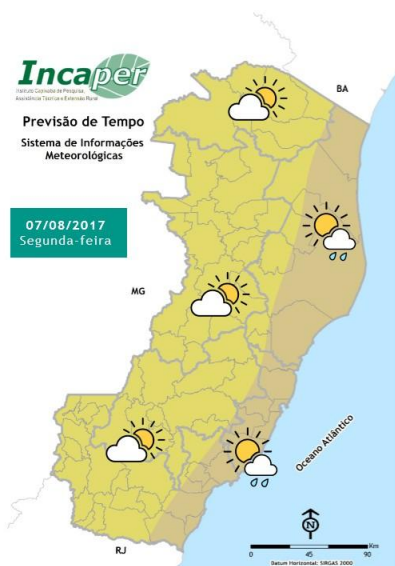 Incaper
Instituto Capixaba de Pesquisa,
Assistência Técnica e Extensão Rural
Previsão de Tempo
Sistema de Informações
Meteorológicas
07/08/2017
Segunda-feira
BA
MG
RJ
Oceano Atlântico
N
Km
0 45 90
Datum Horizontal: SIRGAS 2000